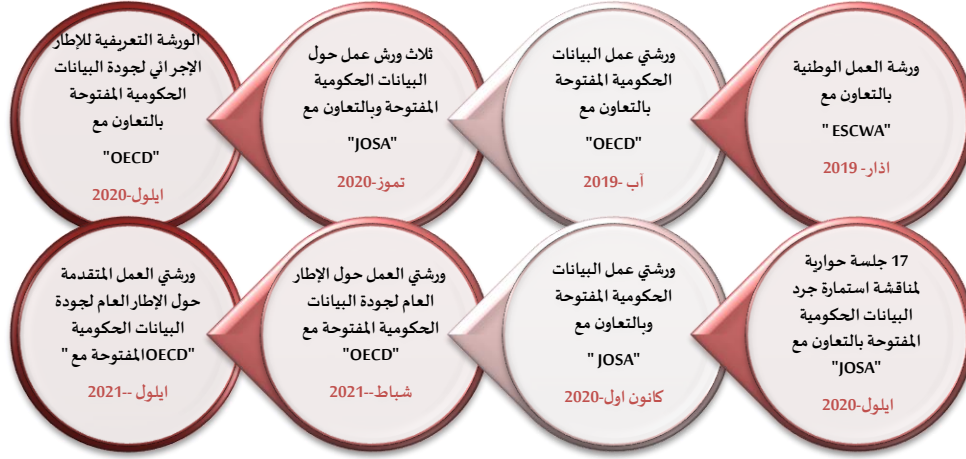 ورشة العمل الوطنية
بالتعاون مع
"ESCWA "
اذار- 2019
ورشتي عمل البيانات
الحكومية المفتوحة
بالتعاون مع
"OECD"
آب -2019
ثلاث ورش عمل حول
البيانات الحكومية
المفتوحة وبالتعاون مع
"JOSA"
تموز-2020
الورشة التعريفية للإطار
الإجرائي لجودة البيانات
الحكومية المفتوحة
بالتعاون مع
"OECD"
ايلول-2020
17 جلسة حوارية
لمناقشة استمارة جرد
البيانات الحكومية
المفتوحة بالتعاون مع
"JOSA"
ايلول-2020
ورشتي عمل البيانات
الحكومية المفتوحة
وبالتعاون مع
"JOSA "
كانون اول-2020
ورشتي العمل حول الإطار
العام لجودة البيانات
الحكومية المفتوحة مع
"OECD"
شباط--2021
ورشتي العمل المتقدمة
حول الإطار العام لجودة
البيانات الحكومية
"OECDالمفتوحة مع "
ايلول --2021